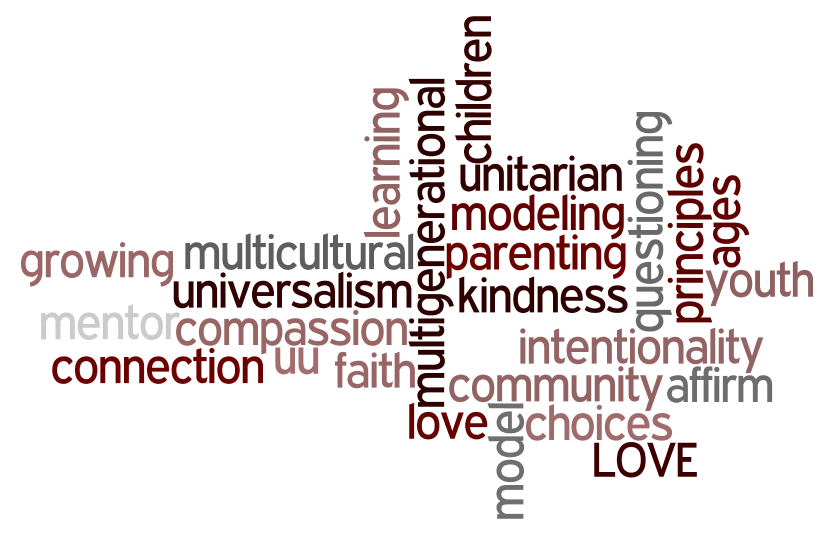 children
learning
multigenerational
unitarian
questioning
principles
ages
modeling
growing
multicultural
parenting
youth
universalism
kindness
mentor
compassion
intentionality
connection
uu
faith
community
affirm
love
model
choices
LOVE